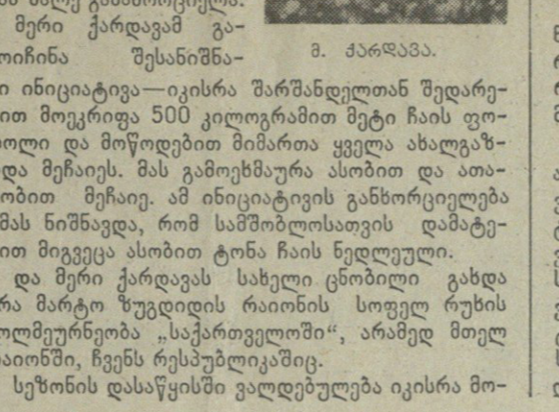 მერი ქარდავამ გა-
შესანიშნა-
მ. ქარდავა.
ინიციატივა—იკისრა შარშანდელთან შედარე-
ით მოეკრიფა 500 კილოგრამით მეტი ჩაის ფო-
ოლი და მოწოდებით მიმართა ყველა ახალგაზ-
და მეჩაიეს. მას გამოეხმაურა ასობით და ათა-
ობით მეჩაიე. ამ ინიციატივის განხორციელება
მას ნიშნავდა, რომ სამშობლოსათვის დამატე-
ით მიგვეცა ასობით ტონა ჩაის ნედლეული.
და მერი ქარდავას სახელი ცნობილი გახდა
რა მარტო ზუგდიდის რაიონის სოფელ რუხის
ოლმეურნეობა „საქართველოში“, არამედ მთელ
აიონში, ჩვენს რესპუბლიკაშიც.
სეზონის დასაწყისში ვალდებულება იკისრა მო-